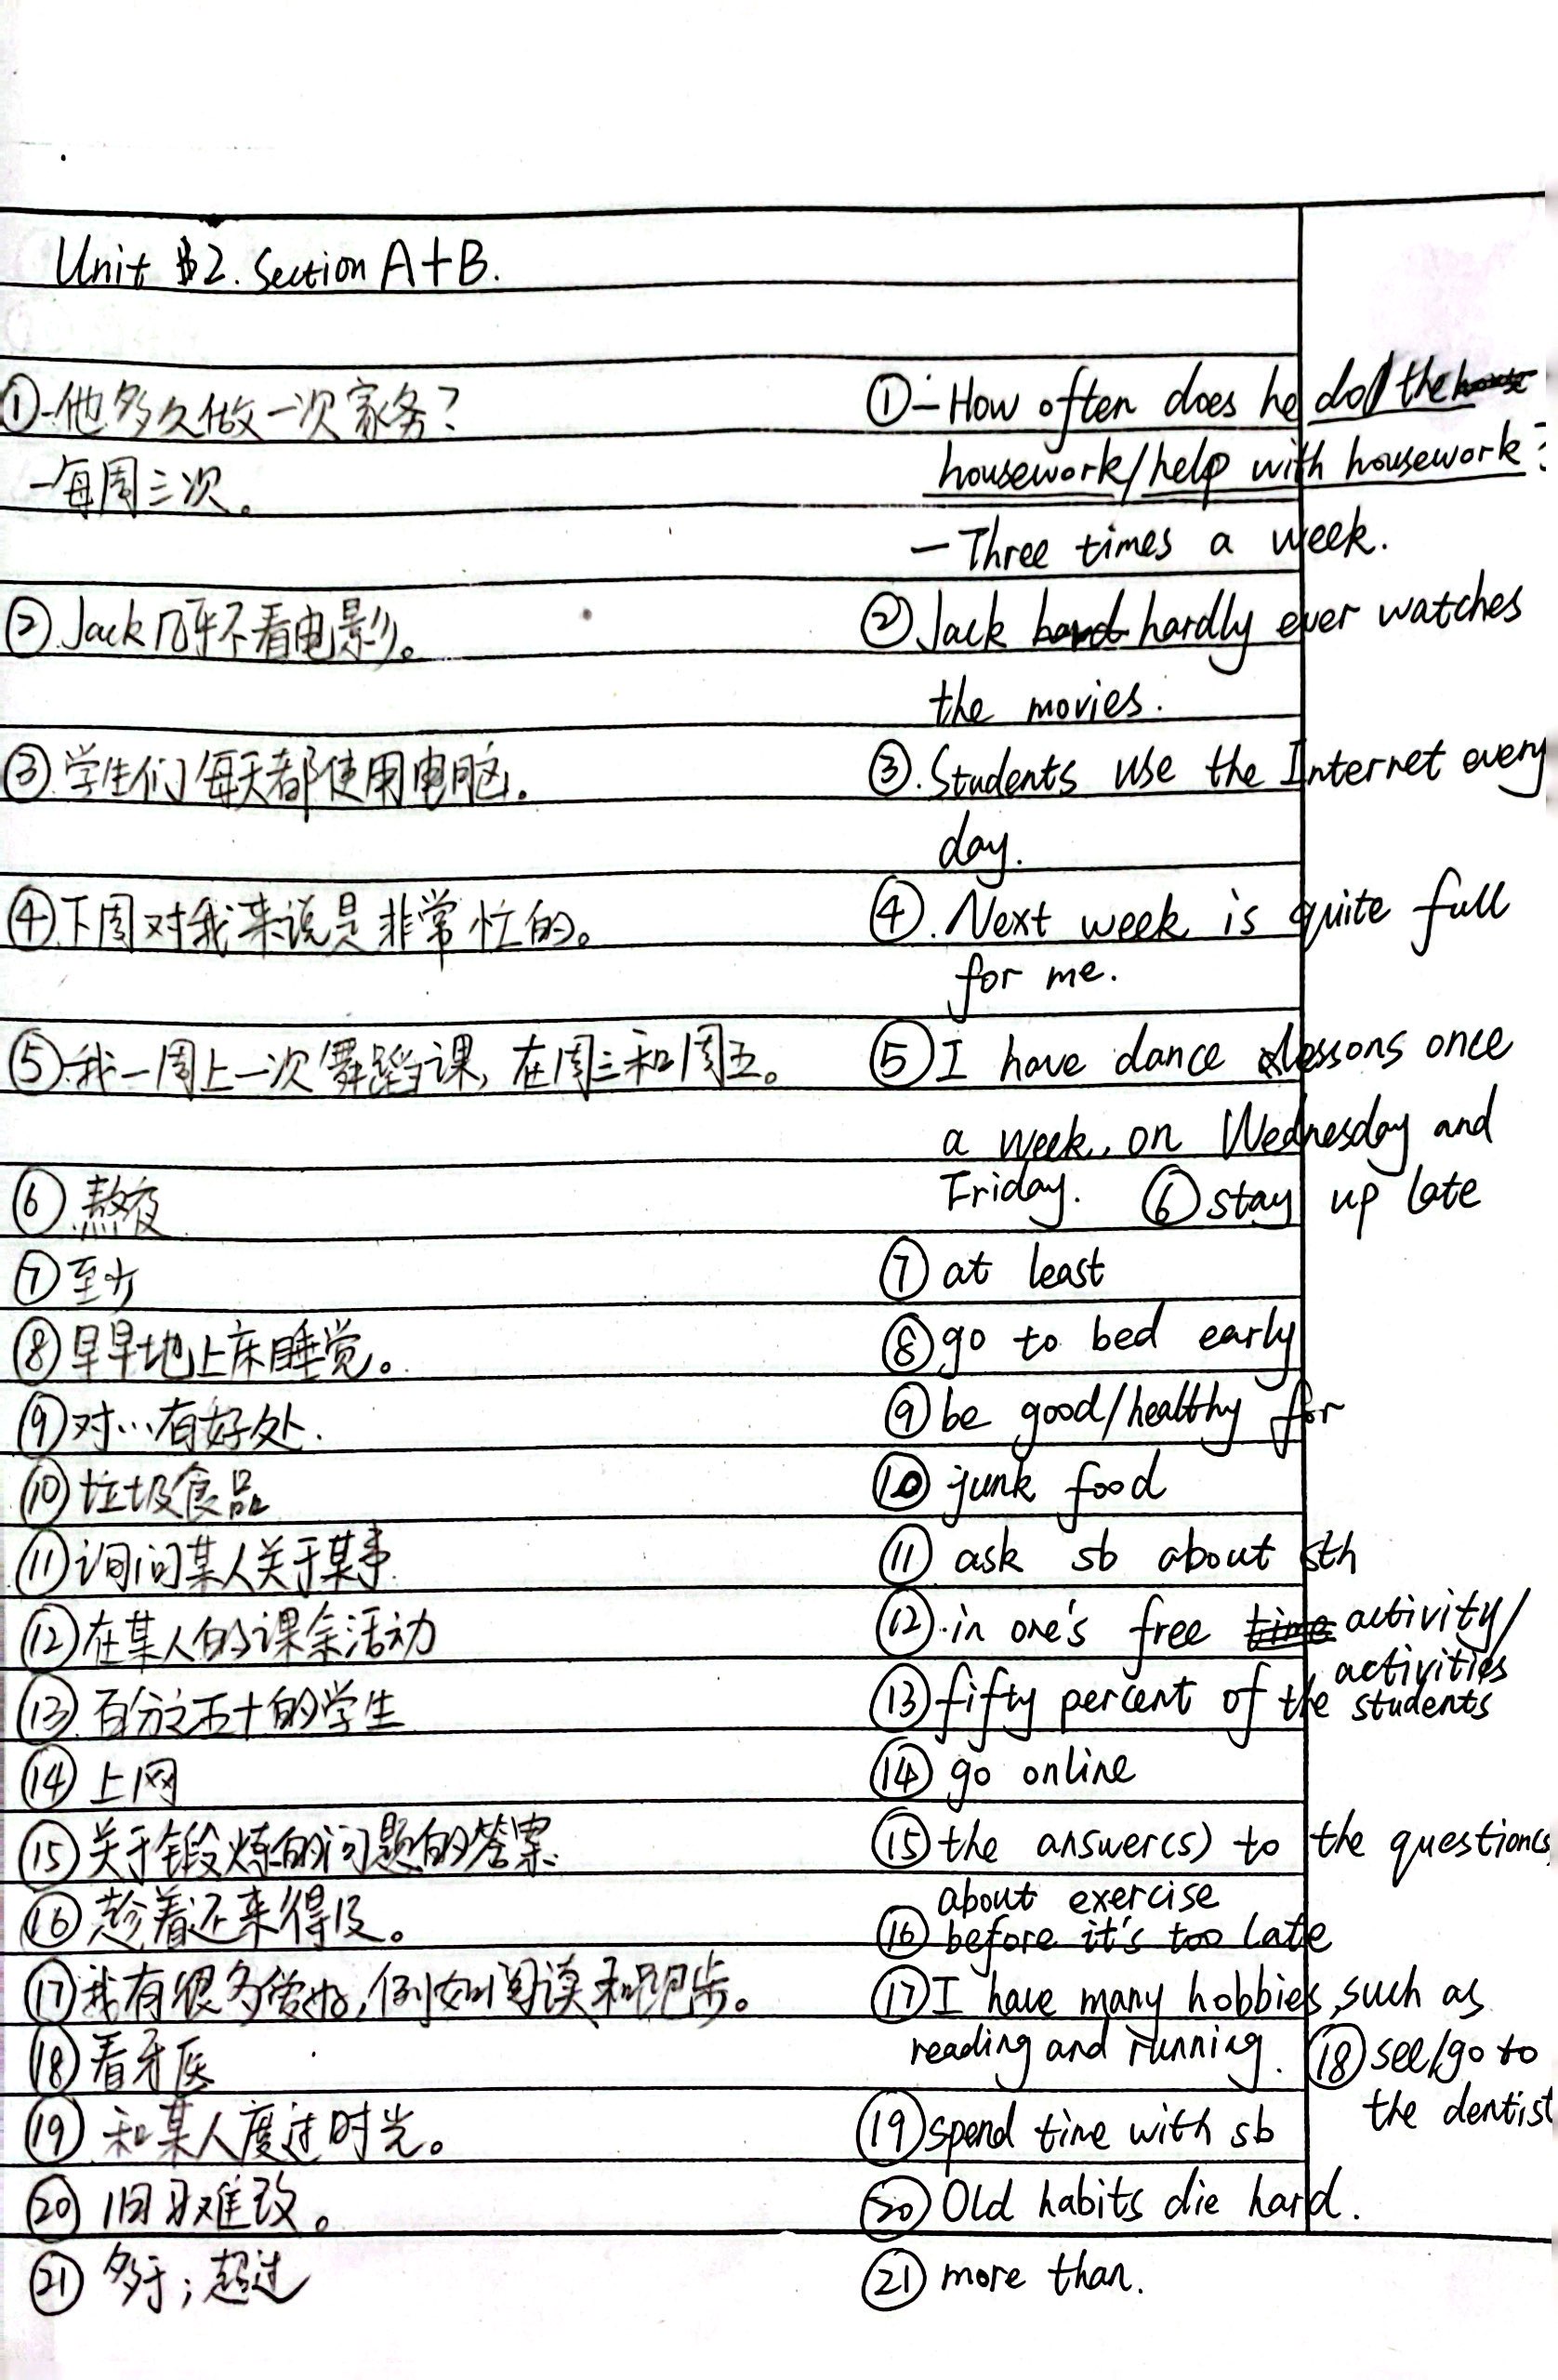 Unit 2. Section A+B.
①-他多久做一次家务? ①-How often does he do / the
-每周三次。 housework/help with housework?
-Three times a week.
②Jack几乎不看电影。 ②Jack hardly ever watches
the movies.
③.学生们每天都使用电脑。 ③.Students use the Internet every
day.
④下周对我来说是非常忙的。 ④.Next week is quite full
for me.
⑤我一周上一次舞蹈课,在周三和周五。 ⑤I have dance lessons once
a week, on Wednesday and
⑥熬夜 Friday. ⑥stay up late
⑦至少 ⑦at least
⑧早早地上床睡觉。 ⑧go to bed early
⑨对…有好处. ⑨be good/healthy for
⑩垃圾食品 ⑩junk food
⑪询问某人关于某事. ⑪ask sb about sth
⑫在某人的课余活动 ⑫.in one's free activity/
activities
⑬百分之五十的学生 ⑬fifty percent of the students
⑭上网 ⑭go online
⑮关于锻炼的问题的答案. ⑮the answer(s) to the question(s)
about exercise
⑯趁着还来得及。 ⑯before it's too late
⑰我有很多爱好,例如阅读和跑步。 ⑰I have many hobbies, such as
reading and running.
⑱看牙医 ⑱see/go to
the dentist
⑲和某人度过时光。 ⑲spend time with sb
⑳旧习难改。 ⑳Old habits die hard.
㉑多于;超过 ㉑more than.